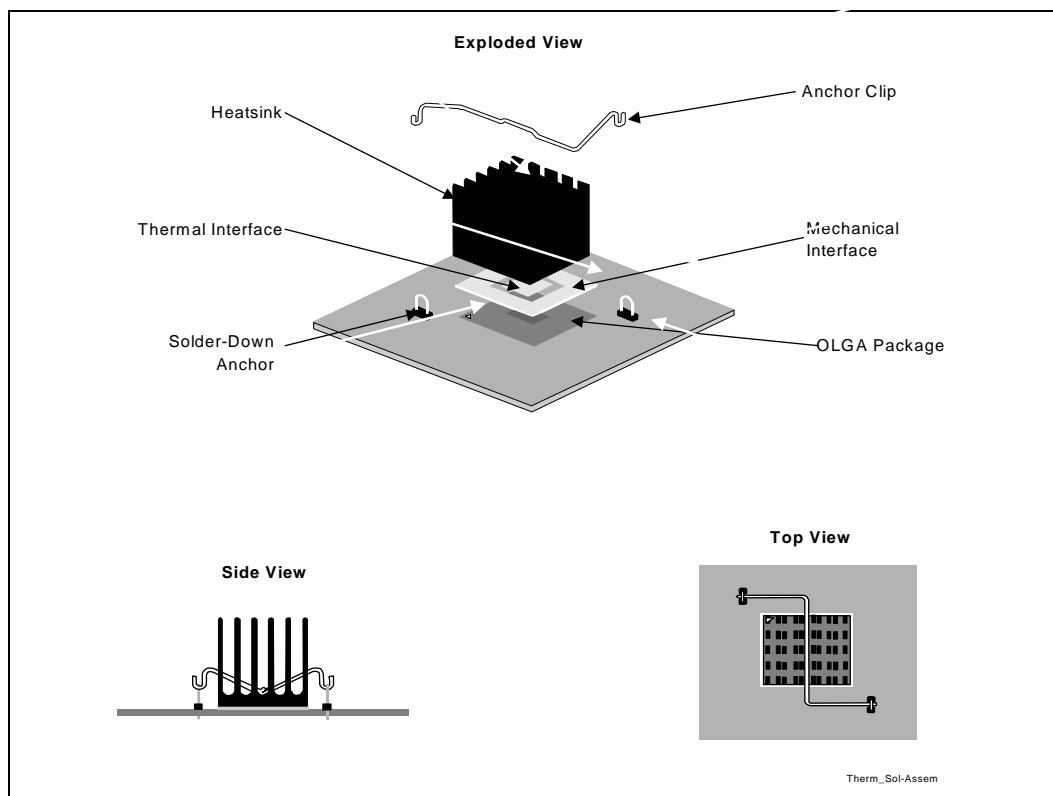 Exploded View
Anchor Clip
Heatsink
Thermal Interface
Mechanical
Interface
Solder-Down
Anchor
OLGA Package
Top View
Side View
Therm_Sol-Assem